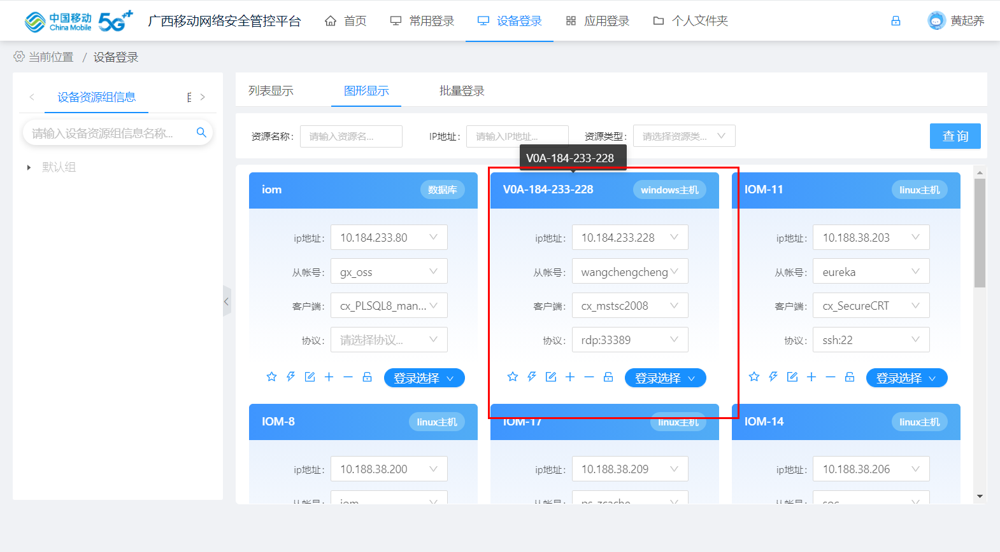 中国移动 China Mobile 5G++ 广西移动网络安全管控平台 首页 常用登录 设备登录 应用登录 个人文件夹 黄起养
当前位置 / 设备登录
设备资源组信息
请输入设备资源组信息名称...
默认组
列表显示 图形显示 批量登录
资源名称: 请输入资源名... IP地址: 请输入IP地址... 资源类型: 请选择资源类... 查询
V0A-184-233-228
iom 数据库
ip地址: 10.184.233.80
从帐号: gx_oss
客户端: cx_PLSQL8_man...
协议: 请选择协议...
登录选择
V0A-184-233-228 windows主机
ip地址: 10.184.233.228
从帐号: wangchengcheng
客户端: cx_mstsc2008
协议: rdp:33389
登录选择
IOM-11 linux主机
ip地址: 10.188.38.203
从帐号: eureka
客户端: cx_SecureCRT
协议: ssh:22
登录选择
IOM-8 linux主机
ip地址: 10.188.38.200
从帐号: iom
IOM-17 linux主机
ip地址: 10.188.38.209
从帐号: ps_zcache
IOM-14 linux主机
ip地址: 10.188.38.206
从帐号: soc